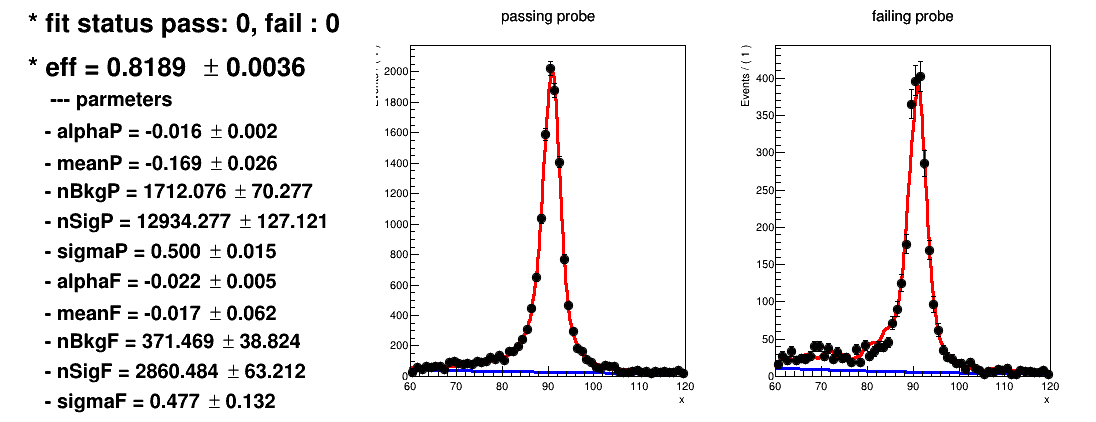 * fit status pass: 0, fail : 0
* eff = 0.8189 ± 0.0036
--- parmeters
- alphaP = -0.016 ± 0.002
- meanP = -0.169 ± 0.026
- nBkgP = 1712.076 ± 70.277
- nSigP = 12934.277 ± 127.121
- sigmaP = 0.500 ± 0.015
- alphaF = -0.022 ± 0.005
- meanF = -0.017 ± 0.062
- nBkgF = 371.469 ± 38.824
- nSigF = 2860.484 ± 63.212
- sigmaF = 0.477 ± 0.132
passing probe
2000
1800
1600
1400
1200
1000
800
600
400
200
0
60 70 80 90 100 110 120
x
failing probe
Events / ( 1 )
400
350
300
250
200
150
100
50
0
60 70 80 90 100 110 120
x